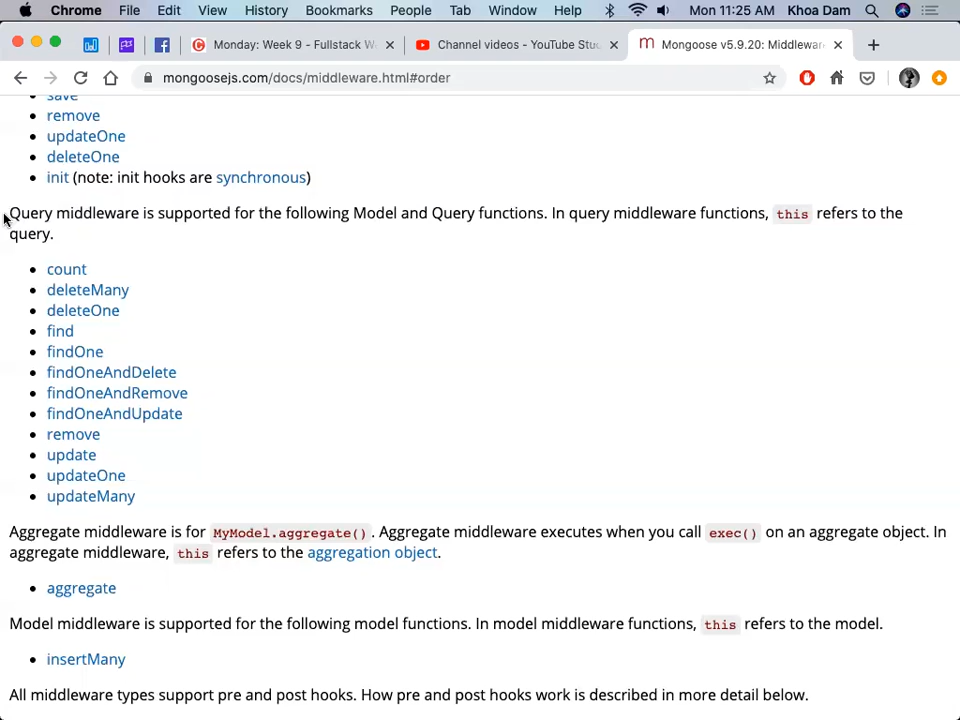 Chrome File Edit View History Bookmarks People Tab Window Help Mon 11:25 AM Khoa Dam
Monday: Week 9 - Fullstack W Channel videos - YouTube Stu Mongoose v5.9.20: Middlewar
mongoosejs.com/docs/middleware.html#order
save
remove
updateOne
deleteOne
init (note: init hooks are synchronous)
Query middleware is supported for the following Model and Query functions. In query middleware functions, this refers to the
query.
count
deleteMany
deleteOne
find
findOne
findOneAndDelete
findOneAndRemove
findOneAndUpdate
remove
update
updateOne
updateMany
Aggregate middleware is for MyModel.aggregate(). Aggregate middleware executes when you call exec() on an aggregate object. In
aggregate middleware, this refers to the aggregation object.
aggregate
Model middleware is supported for the following model functions. In model middleware functions, this refers to the model.
insertMany
All middleware types support pre and post hooks. How pre and post hooks work is described in more detail below.